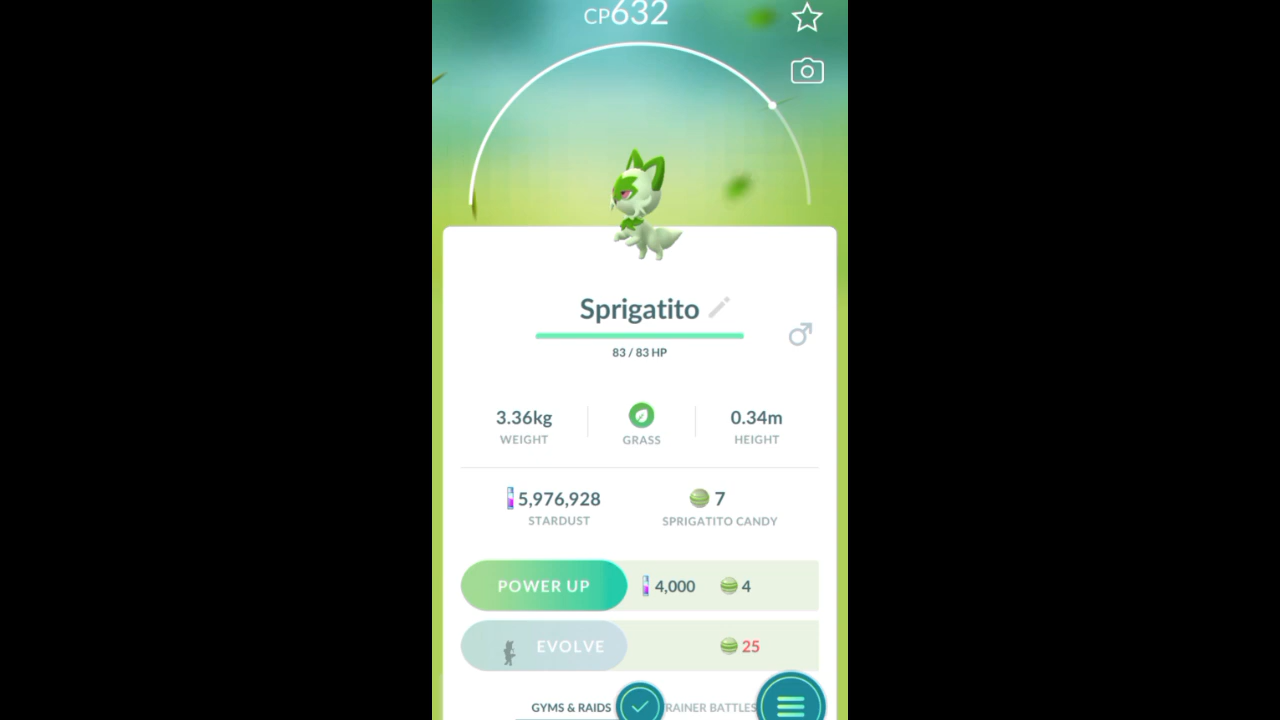 CP632
Sprigatito
83 / 83 HP
3.36kg
WEIGHT
GRASS
0.34m
HEIGHT
5,976,928
STARDUST
7
SPRIGATITO CANDY
POWER UP
4,000
4
EVOLVE
25
GYMS & RAIDS
RAINER BATTLES